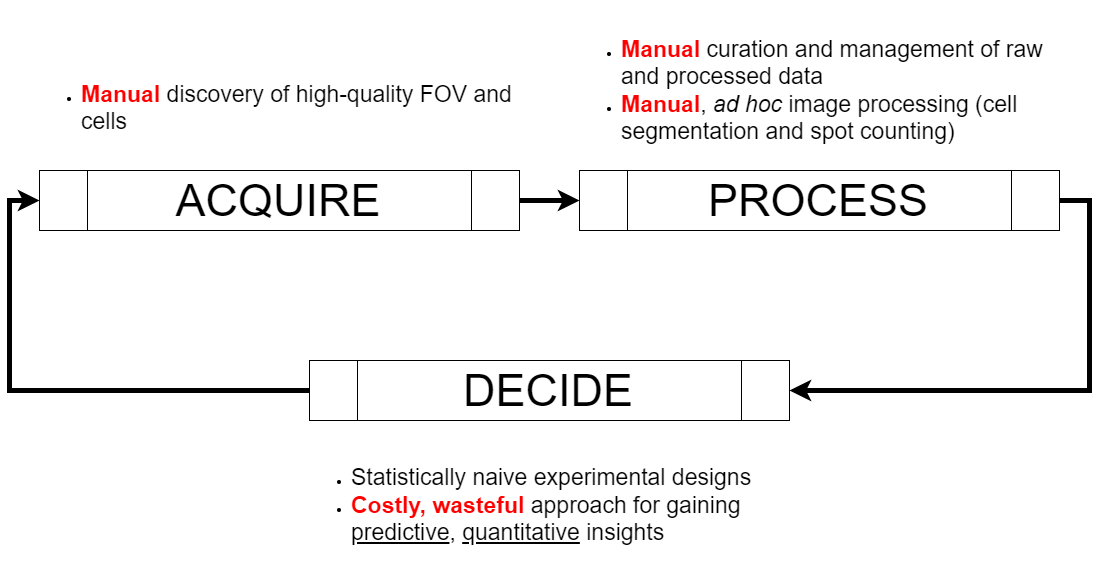 Manual discovery of high-quality FOV and
cells
Manual curation and management of raw
and processed data
Manual, ad hoc image processing (cell
segmentation and spot counting)
ACQUIRE
PROCESS
DECIDE
Statistically naive experimental designs
Costly, wasteful approach for gaining
predictive, quantitative insights